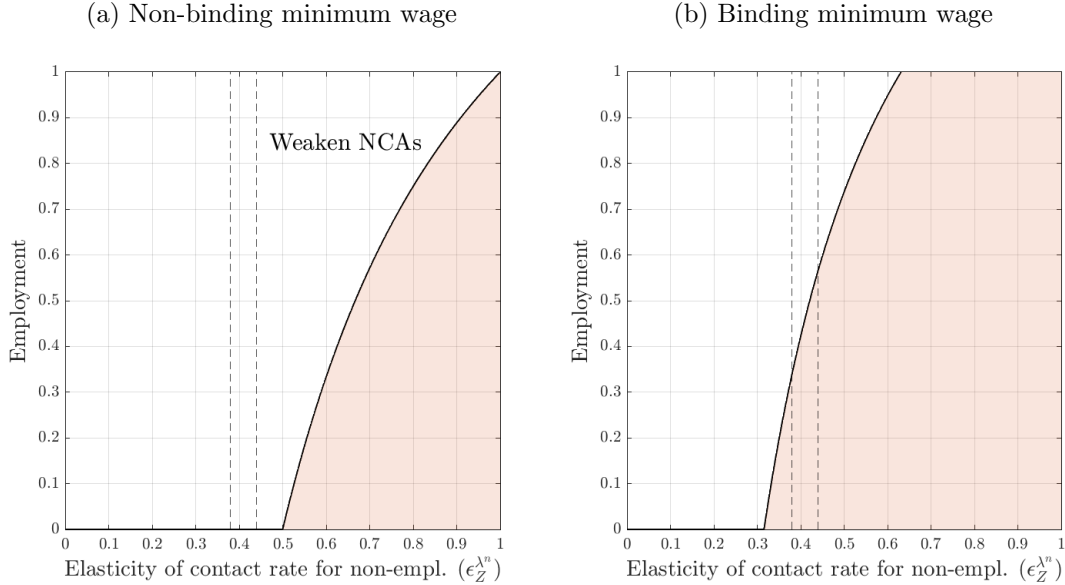 (a) Non-binding minimum wage
1
0.9
0.8
0.7
0.6
0.5
0.4
0.3
0.2
0.1
0
Employment
Weaken NCAs
0 0.1 0.2 0.3 0.4 0.5 0.6 0.7 0.8 0.9 1
Elasticity of contact rate for non-empl. ($\epsilon_Z^{\lambda^n}$)
(b) Binding minimum wage
1
0.9
0.8
0.7
0.6
0.5
0.4
0.3
0.2
0.1
0
Employment
0 0.1 0.2 0.3 0.4 0.5 0.6 0.7 0.8 0.9 1
Elasticity of contact rate for non-empl. ($\epsilon_Z^{\lambda^n}$)